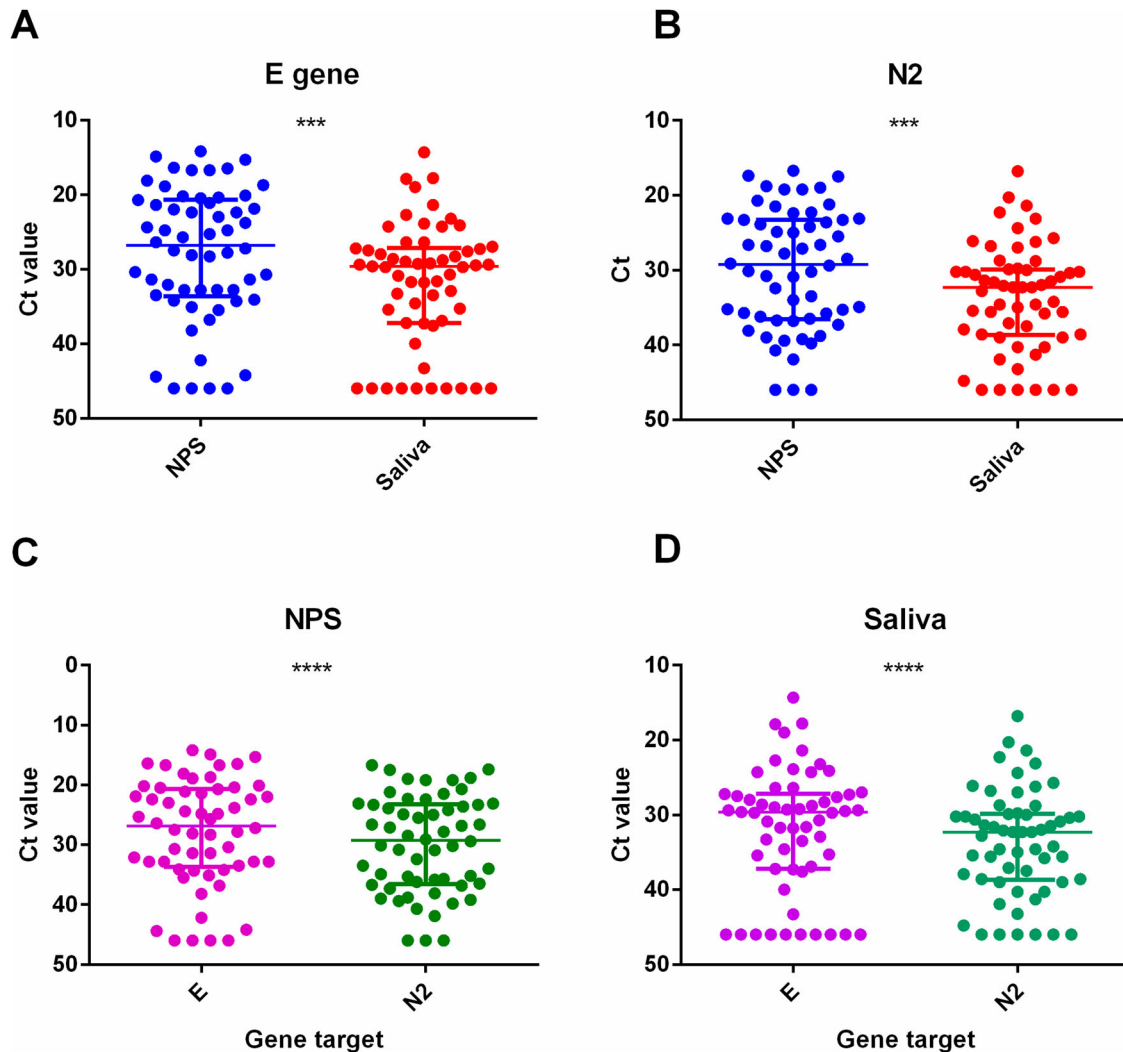 A
E gene
***
Ct value
10
20
30
40
50
NPS
Saliva
B
N2
***
Ct
10
20
30
40
50
NPS
Saliva
C
NPS
****
Ct value
0
10
20
30
40
50
E
N2
Gene target
D
Saliva
****
Ct value
10
20
30
40
50
E
N2
Gene target